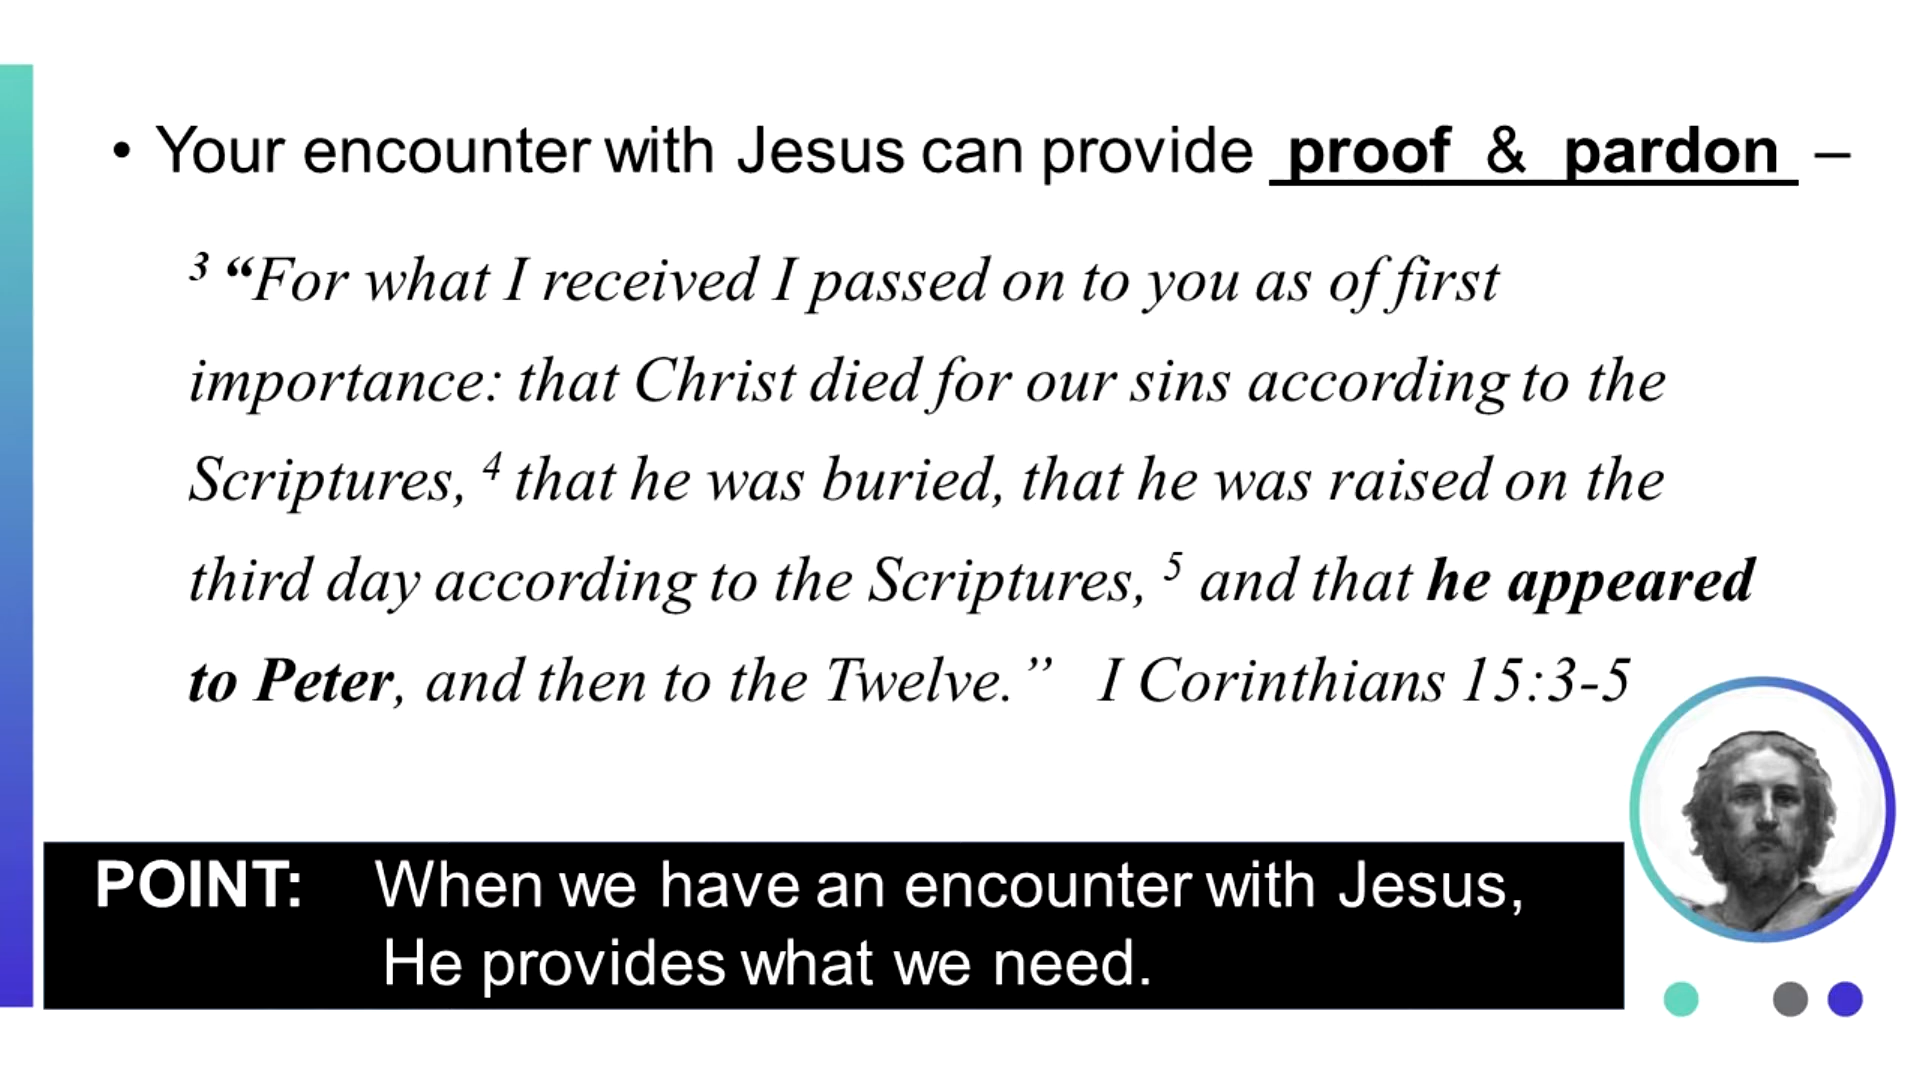 • Your encounter with Jesus can provide proof & pardon –
3 “For what I received I passed on to you as of first
importance: that Christ died for our sins according to the
Scriptures, 4 that he was buried, that he was raised on the
third day according to the Scriptures, 5 and that he appeared
to Peter, and then to the Twelve.” I Corinthians 15:3-5
POINT: When we have an encounter with Jesus,
He provides what we need.